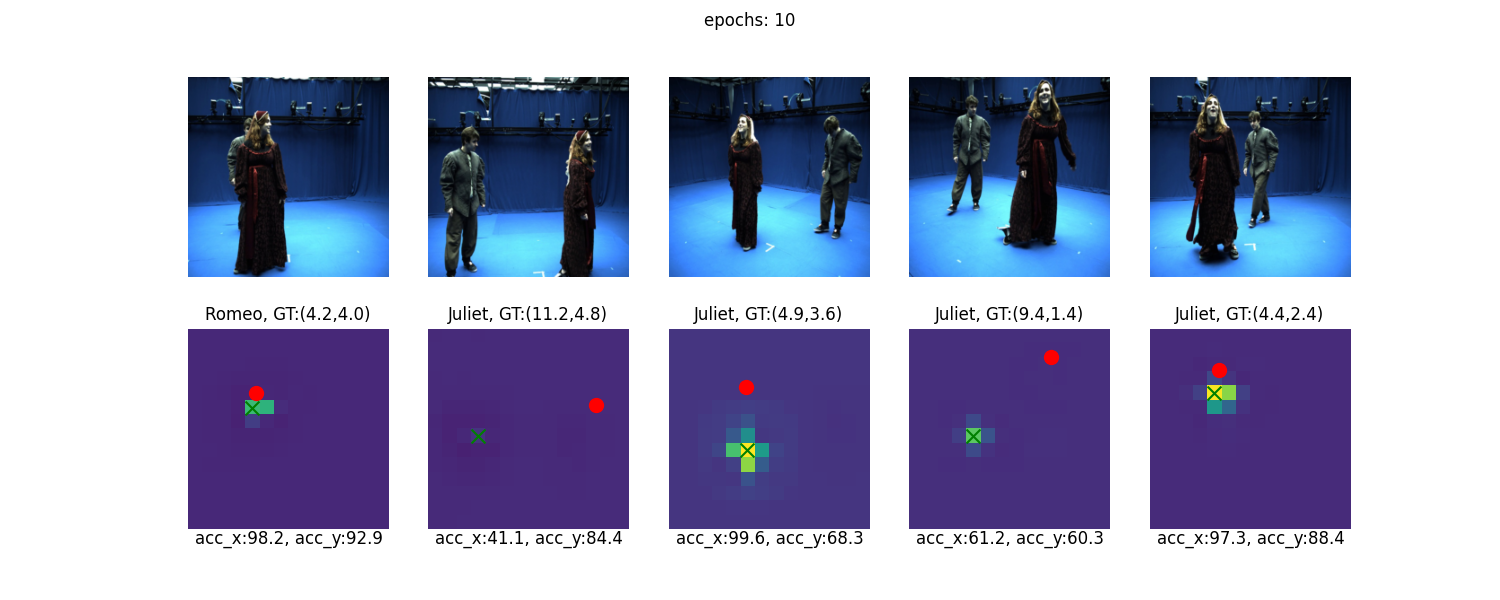 epochs: 10
Romeo, GT:(4.2,4.0)
Juliet, GT:(11.2,4.8)
Juliet, GT:(4.9,3.6)
Juliet, GT:(9.4,1.4)
Juliet, GT:(4.4,2.4)
acc_x:98.2, acc_y:92.9
acc_x:41.1, acc_y:84.4
acc_x:99.6, acc_y:68.3
acc_x:61.2, acc_y:60.3
acc_x:97.3, acc_y:88.4